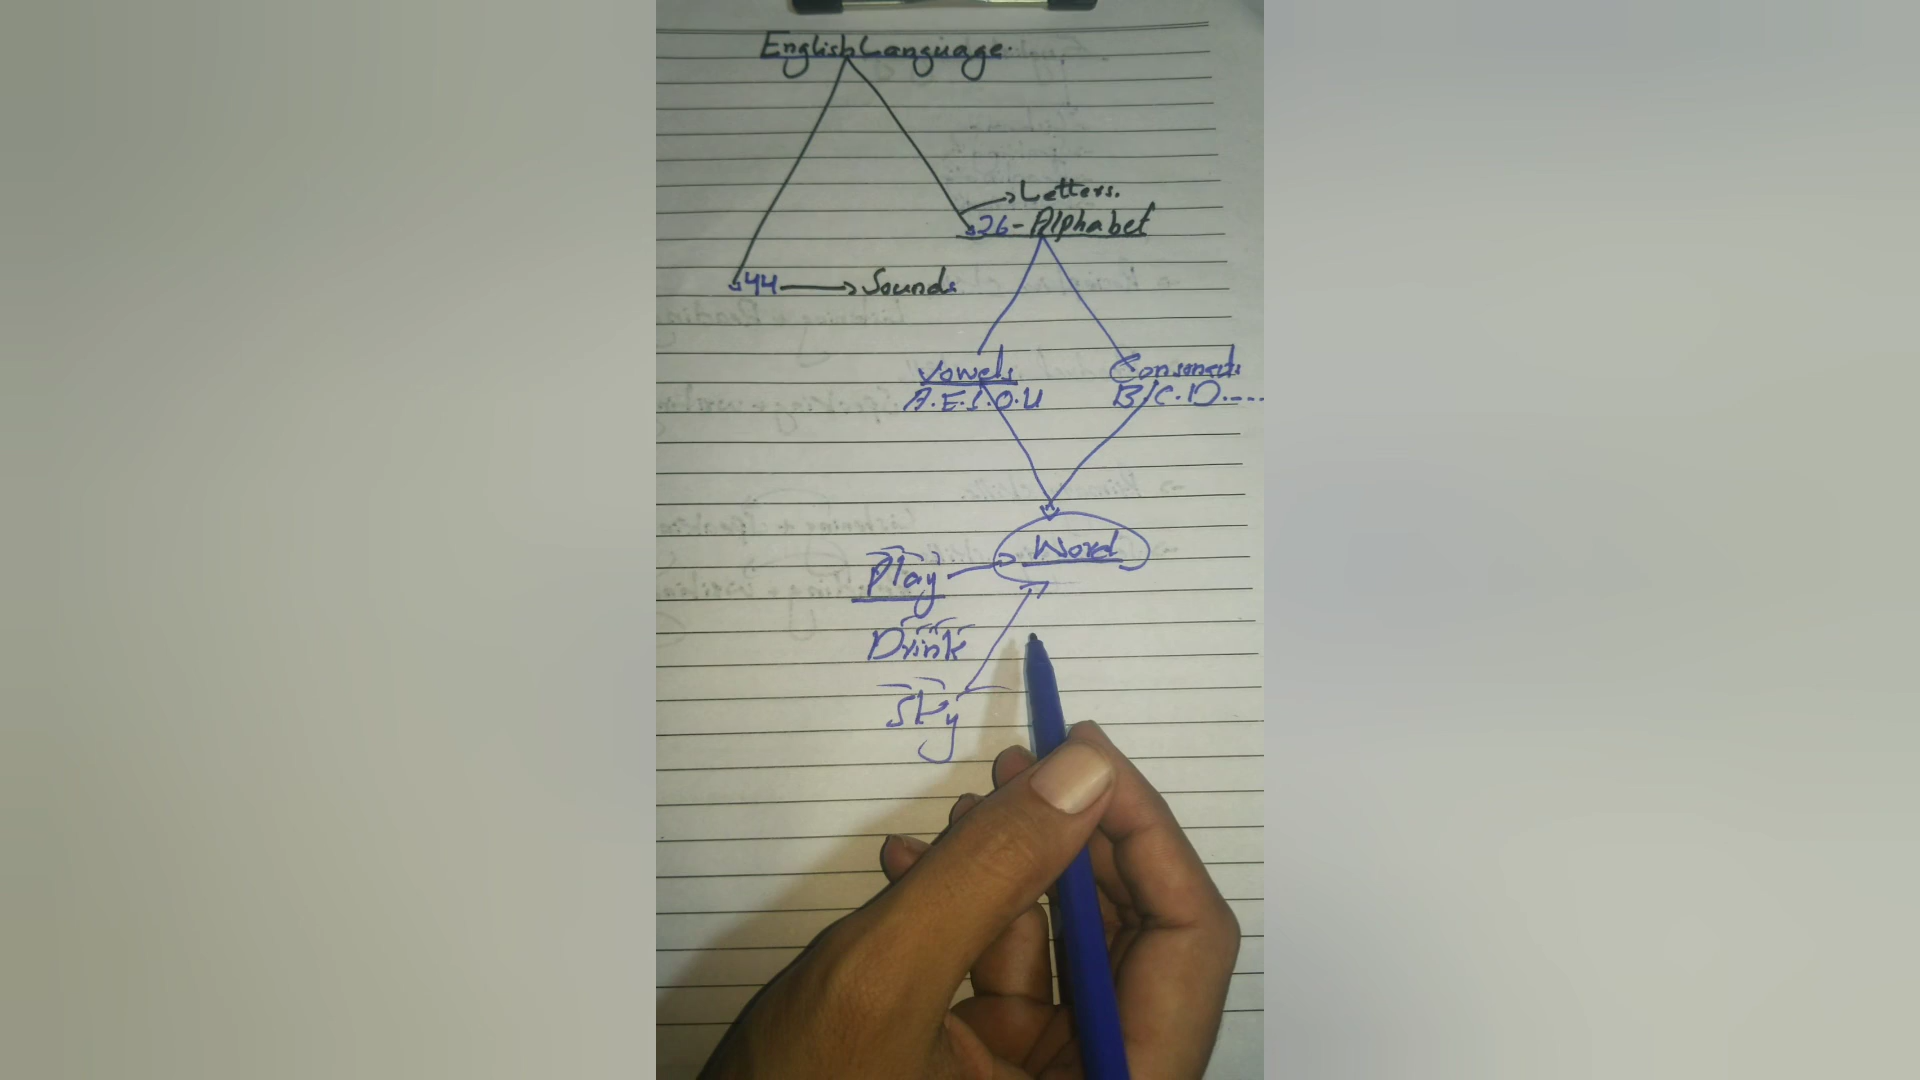 English Language.
→Letters.
26-Alphabet
44 → Sounds
Vowels Consonants
A.E.I.O.U B.C.D....
Word
Play
Drink
Sky